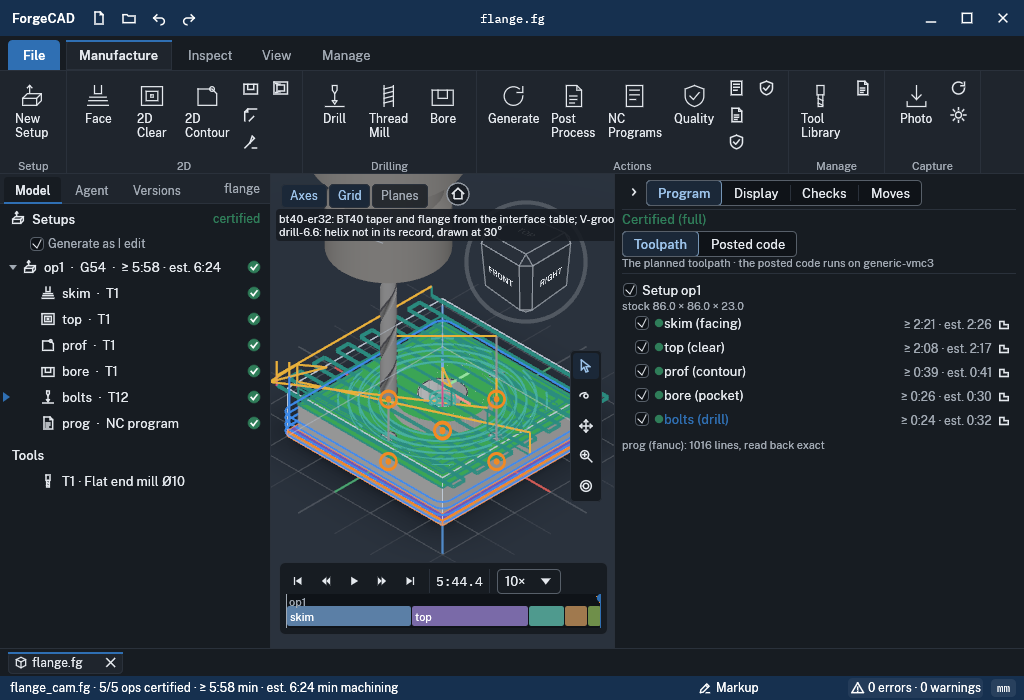 ForgeCAD
flange.fg
File
Manufacture
Inspect
View
Manage
New Setup
Face
2D Clear
2D Contour
Drill
Thread Mill
Bore
Generate
Post Process
NC Programs
Quality
Tool Library
Photo
Setup
2D
Drilling
Actions
Manage
Capture
Model
Agent
Versions
flange
Setups
certified
Generate as I edit
op1 · G54 · ≥ 5:58 · est. 6:24
skim · T1
top · T1
prof · T1
bore · T1
bolts · T12
prog · NC program
Tools
T1 · Flat end mill Ø10
Axes
Grid
Planes
bt40-er32: BT40 taper and flange from the interface table; V-groo
drill-6.6: helix not in its record, drawn at 30°
FRONT
RIGHT
5:44.4
10×
op1
skim
top
Program
Display
Checks
Moves
Certified (full)
Toolpath
Posted code
The planned toolpath · the posted code runs on generic-vmc3
Setup op1
stock 86.0 × 86.0 × 23.0
skim (facing)
≥ 2:21 · est. 2:26
top (clear)
≥ 2:08 · est. 2:17
prof (contour)
≥ 0:39 · est. 0:41
bore (pocket)
≥ 0:26 · est. 0:30
bolts (drill)
≥ 0:24 · est. 0:32
prog (fanuc): 1016 lines, read back exact
flange.fg
flange_cam.fg · 5/5 ops certified · ≥ 5:58 min · est. 6:24 min machining
Markup
0 errors · 0 warnings
mm